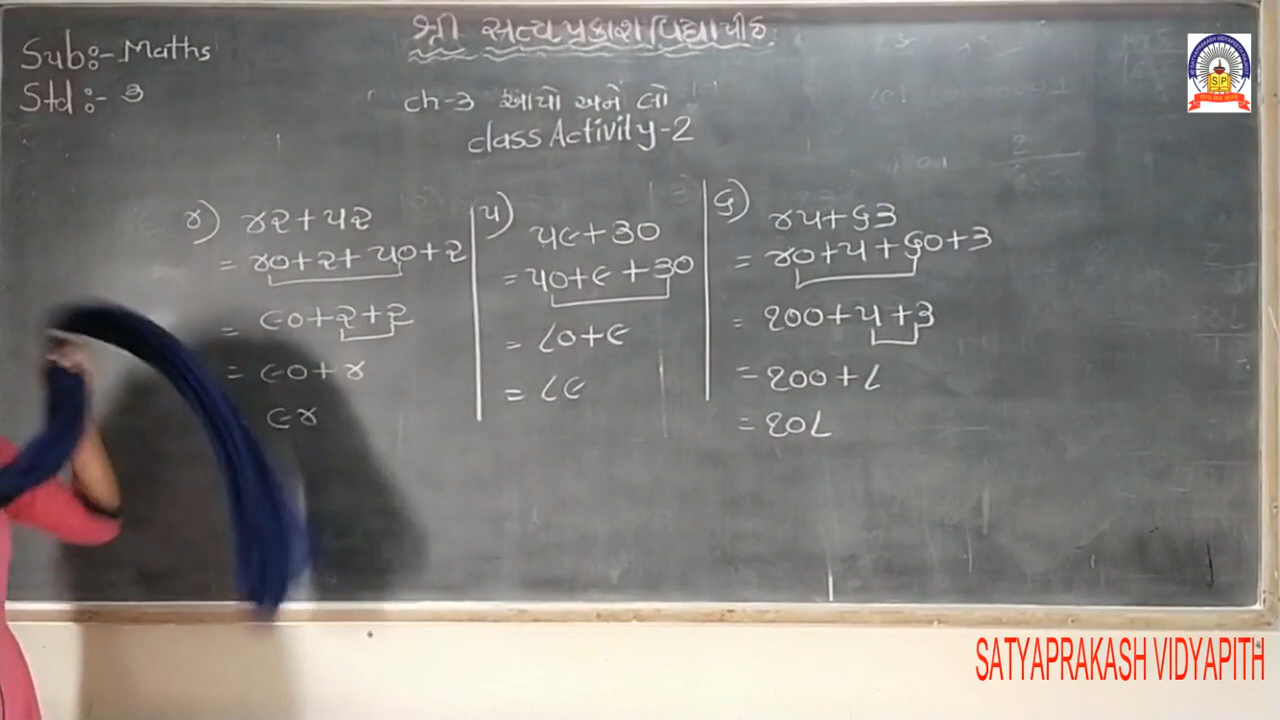 શ્રી સત્યપ્રકાશ વિદ્યાપીઠ
Sub:- Maths
Std :- ૩
ch-૩ આપો અને લો
class Activity-2
૪) ૪૨+૫૨
= ૪૦+૨+૫૦+૨
= ૯૦+૨+૨
= ૯૦+૪
૯૪
૫) ૫૯+૩૦
= ૫૦+૯+૩૦
= ૮૦+૯
= ૮૯
૬) ૪૫+૬૩
= ૪૦+૫+૬૦+૩
= ૧૦૦+૫+૩
= ૧૦૦+૮
= ૧૦૮
SATYAPRAKASH VIDYAPITH